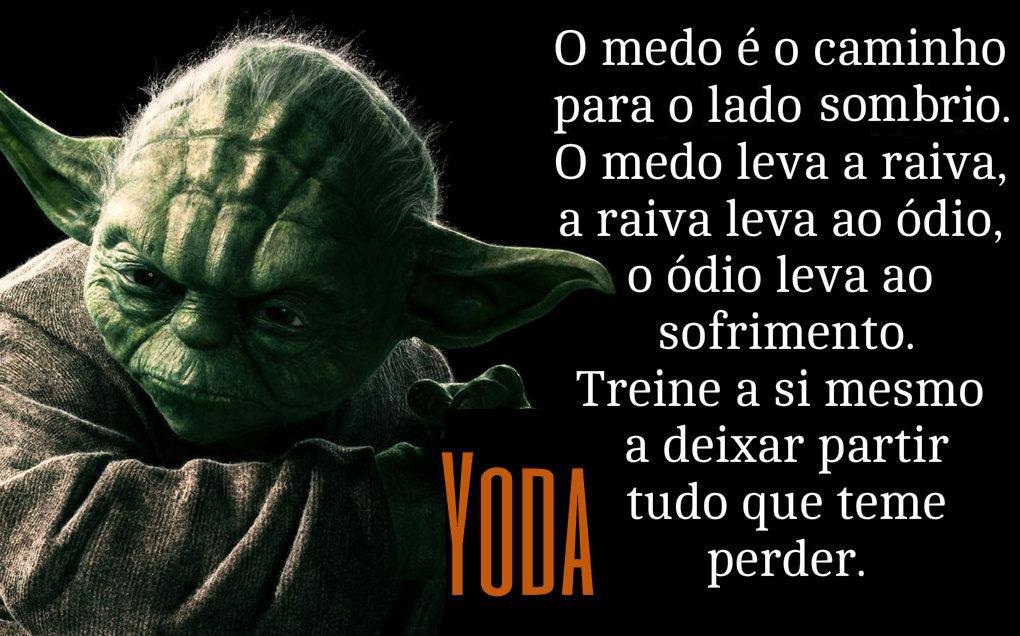 O medo é o caminho
para o lado sombrio.
O medo leva a raiva,
a raiva leva ao ódio,
o ódio leva ao
sofrimento.
Treine a si mesmo
a deixar partir
tudo que teme
perder.
YODA